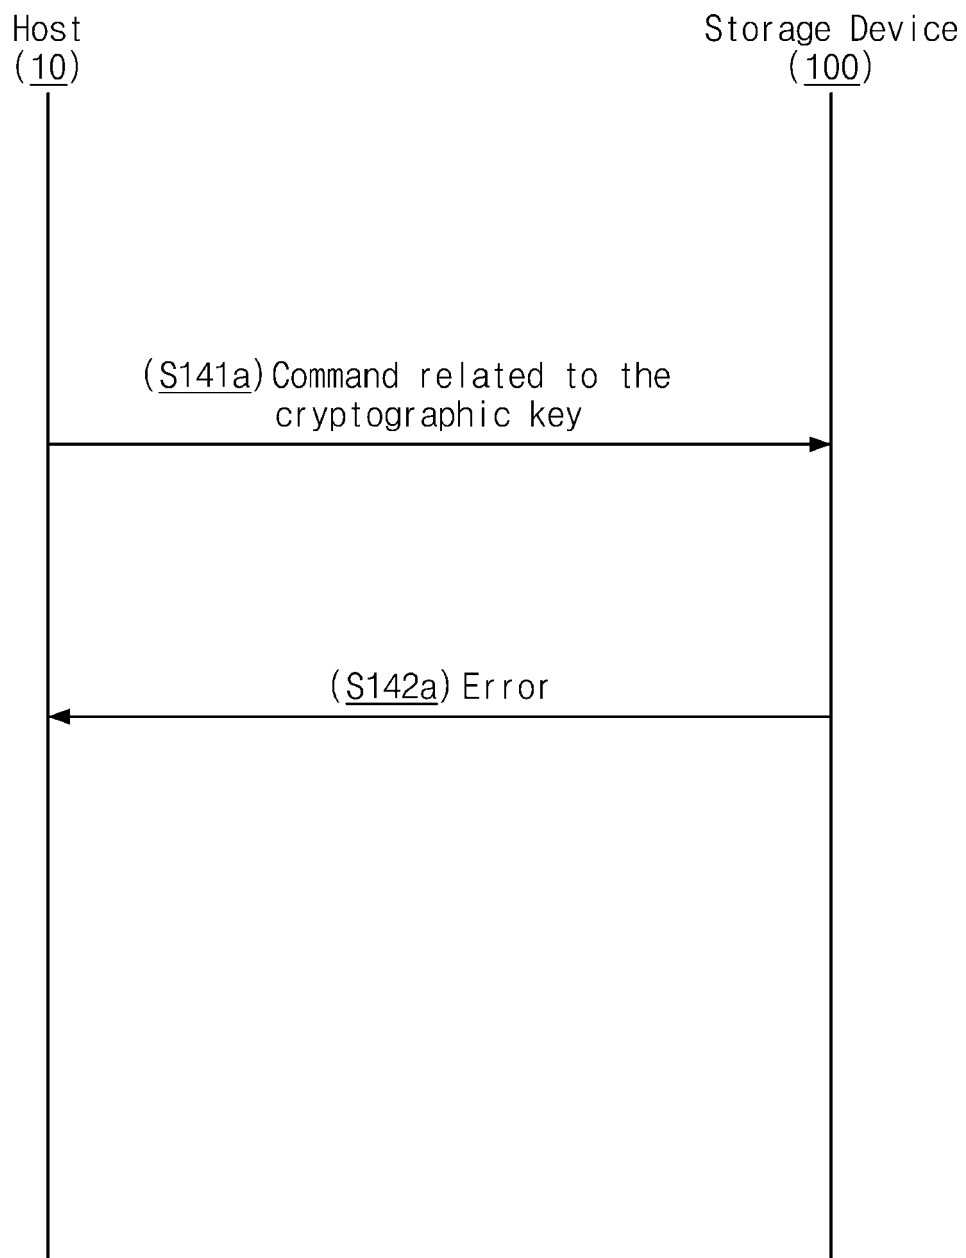 Host
(10)
Storage Device
(100)
(S141a) Command related to the
cryptographic key
(S142a) Error